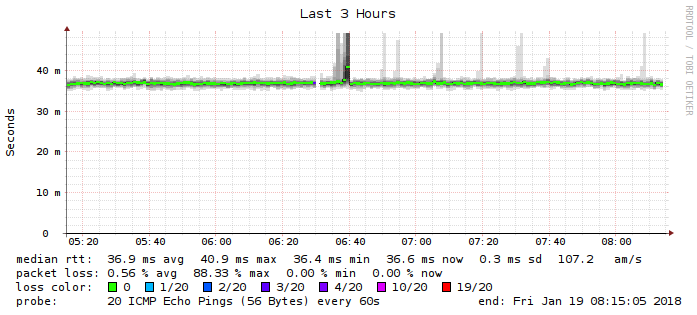 Last 3 Hours
RRDTOOL / TOBI OETIKER
Seconds
40 m
30 m
20 m
10 m
0
05:20 05:40 06:00 06:20 06:40 07:00 07:20 07:40 08:00
median rtt: 36.9 ms avg 40.9 ms max 36.4 ms min 36.6 ms now 0.3 ms sd 107.2 am/s
packet loss: 0.56 % avg 88.33 % max 0.00 % min 0.00 % now
loss color: 0 1/20 2/20 3/20 4/20 10/20 19/20
probe: 20 ICMP Echo Pings (56 Bytes) every 60s end: Fri Jan 19 08:15:05 2018